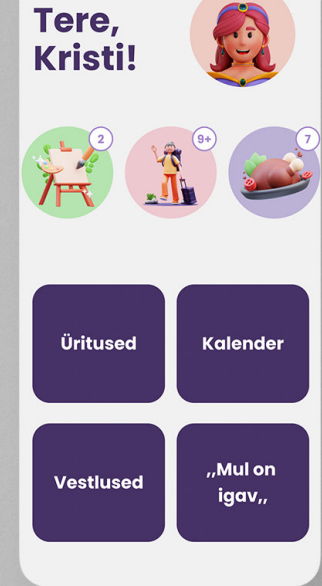 Tere,
Kristi!
2
9+
7
Üritused
Kalender
Vestlused
,,Mul on
igav,,